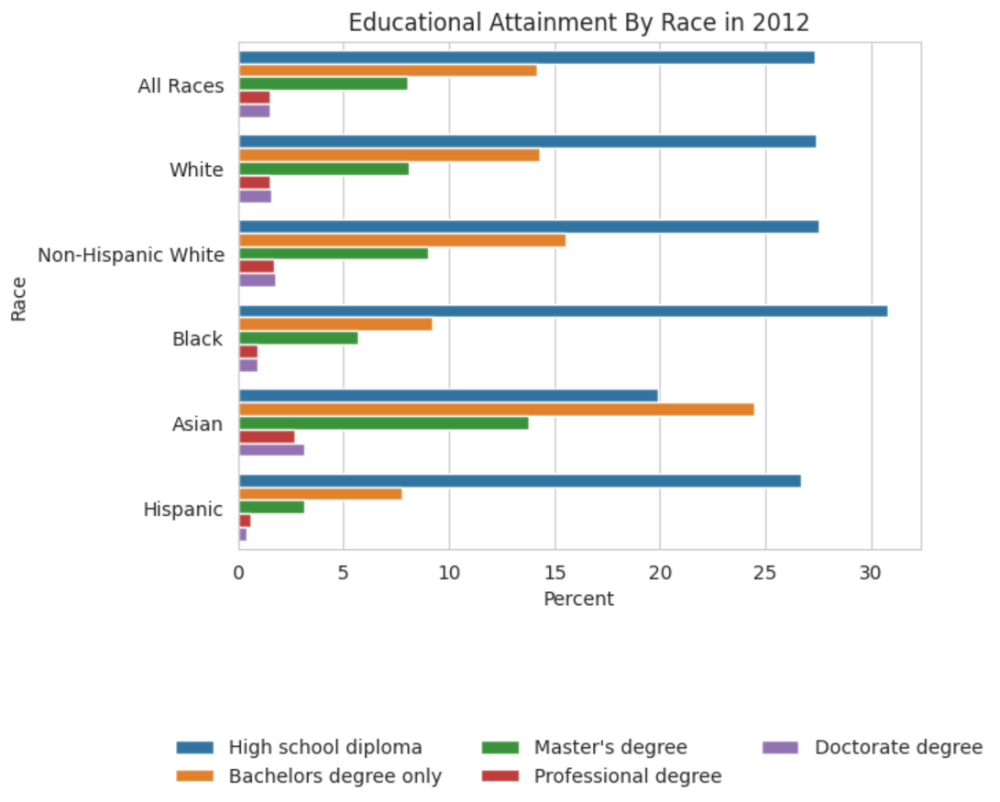 Educational Attainment By Race in 2012
All Races
White
Non-Hispanic White
Black
Asian
Hispanic
Race
0 5 10 15 20 25 30
Percent
High school diploma Master's degree Doctorate degree
Bachelors degree only Professional degree